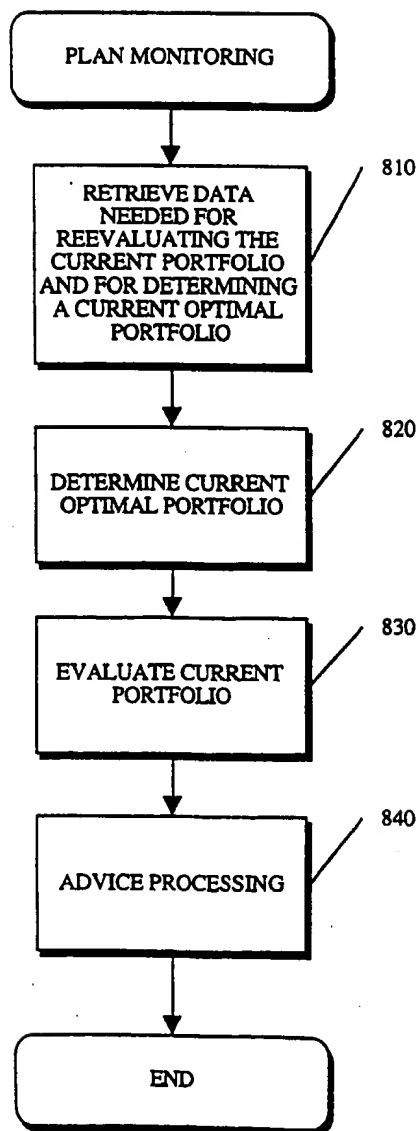 PLAN MONITORING
810
RETRIEVE DATA
NEEDED FOR
REEVALUATING THE
CURRENT PORTFOLIO
AND FOR DETERMINING
A CURRENT OPTIMAL
PORTFOLIO
820
DETERMINE CURRENT
OPTIMAL PORTFOLIO
830
EVALUATE CURRENT
PORTFOLIO
840
ADVICE PROCESSING
END